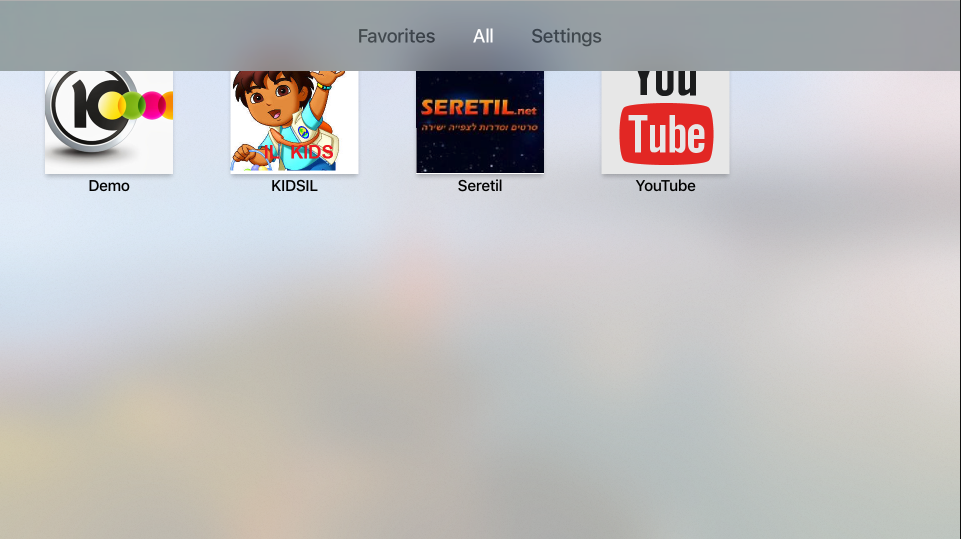 Favorites All Settings
10
IL KIDS
SERETIL.net
סרטים וסדרות לצפייה ישירה
You
Tube
Demo KIDSIL Seretil YouTube